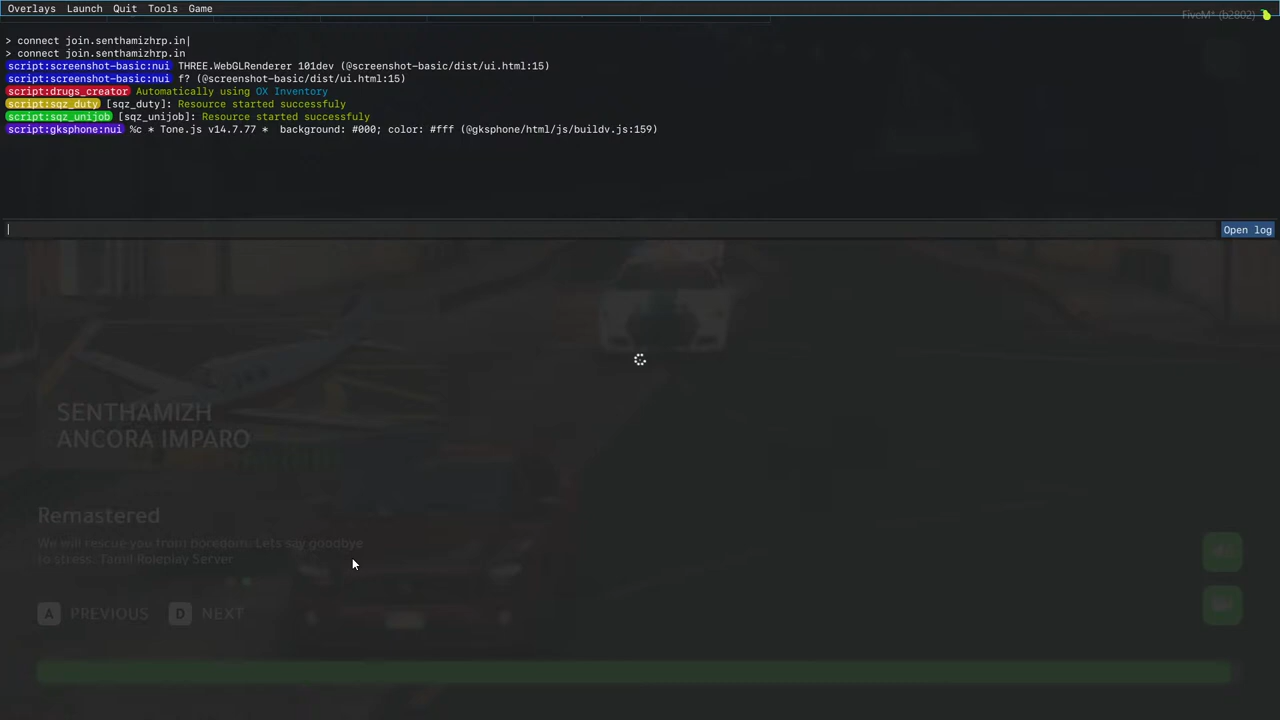 Overlays Launch Quit Tools Game
FiveM* (b2802)
> connect join.senthamizhrp.in|
> connect join.senthamizhrp.in
script:screenshot-basic:nui THREE.WebGLRenderer 101dev (@screenshot-basic/dist/ui.html:15)
script:screenshot-basic:nui f? (@screenshot-basic/dist/ui.html:15)
script:drugs_creator Automatically using OX Inventory
script:sqz_duty [sqz_duty]: Resource started successfuly
script:sqz_unijob [sqz_unijob]: Resource started successfuly
script:gksphone:nui %c * Tone.js v14.7.77 * background: #000; color: #fff (@gksphone/html/js/buildv.js:159)
Open log
SENTHAMIZH
ANCORA IMPARO
Remastered
We will rescue you from boredom. Lets say goodbye
to stress. Tamil Roleplay Server
A PREVIOUS D NEXT